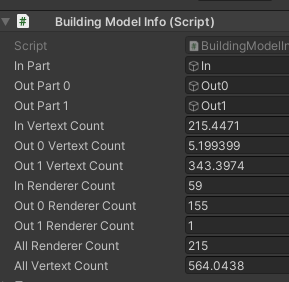 Building Model Info (Script)
Script BuildingModelIn
In Part In
Out Part 0 Out0
Out Part 1 Out1
In Vertext Count 215.4471
Out 0 Vertext Count 5.199399
Out 1 Vertext Count 343.3974
In Renderer Count 59
Out 0 Renderer Count 155
Out 1 Renderer Count 1
All Renderer Count 215
All Vertext Count 564.0438